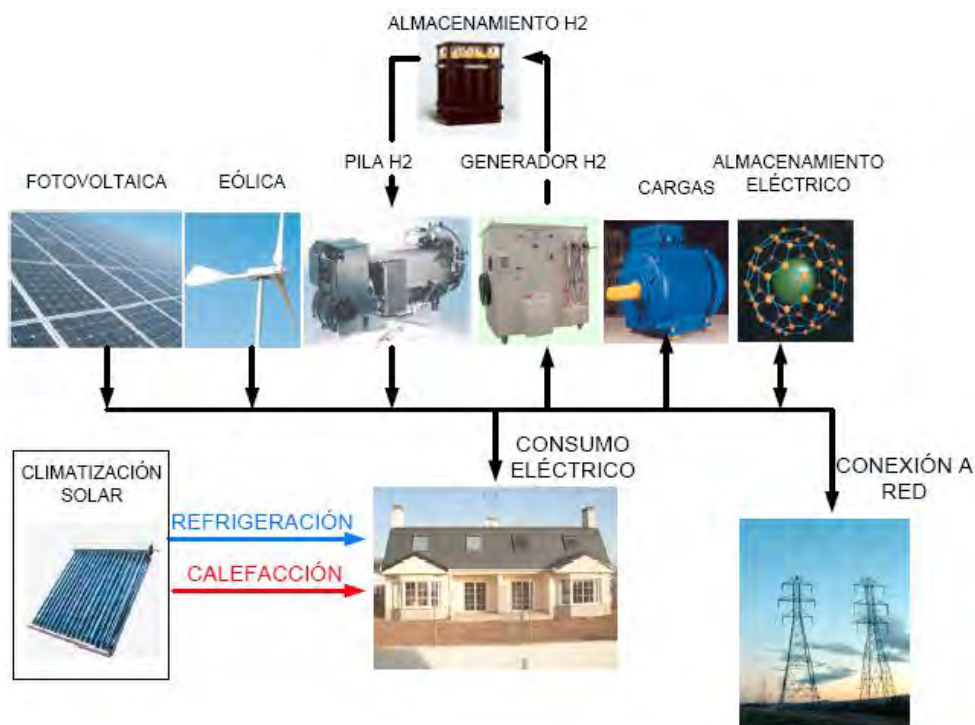 ALMACENAMIENTO H2
PILA H2
GENERADOR H2
ALMACENAMIENTO
ELÉCTRICO
FOTOVOLTAICA
EÓLICA
CARGAS
CONSUMO
ELÉCTRICO
CONEXIÓN A
RED
CLIMATIZACIÓN
SOLAR
REFRIGERACIÓN
CALEFACCIÓN